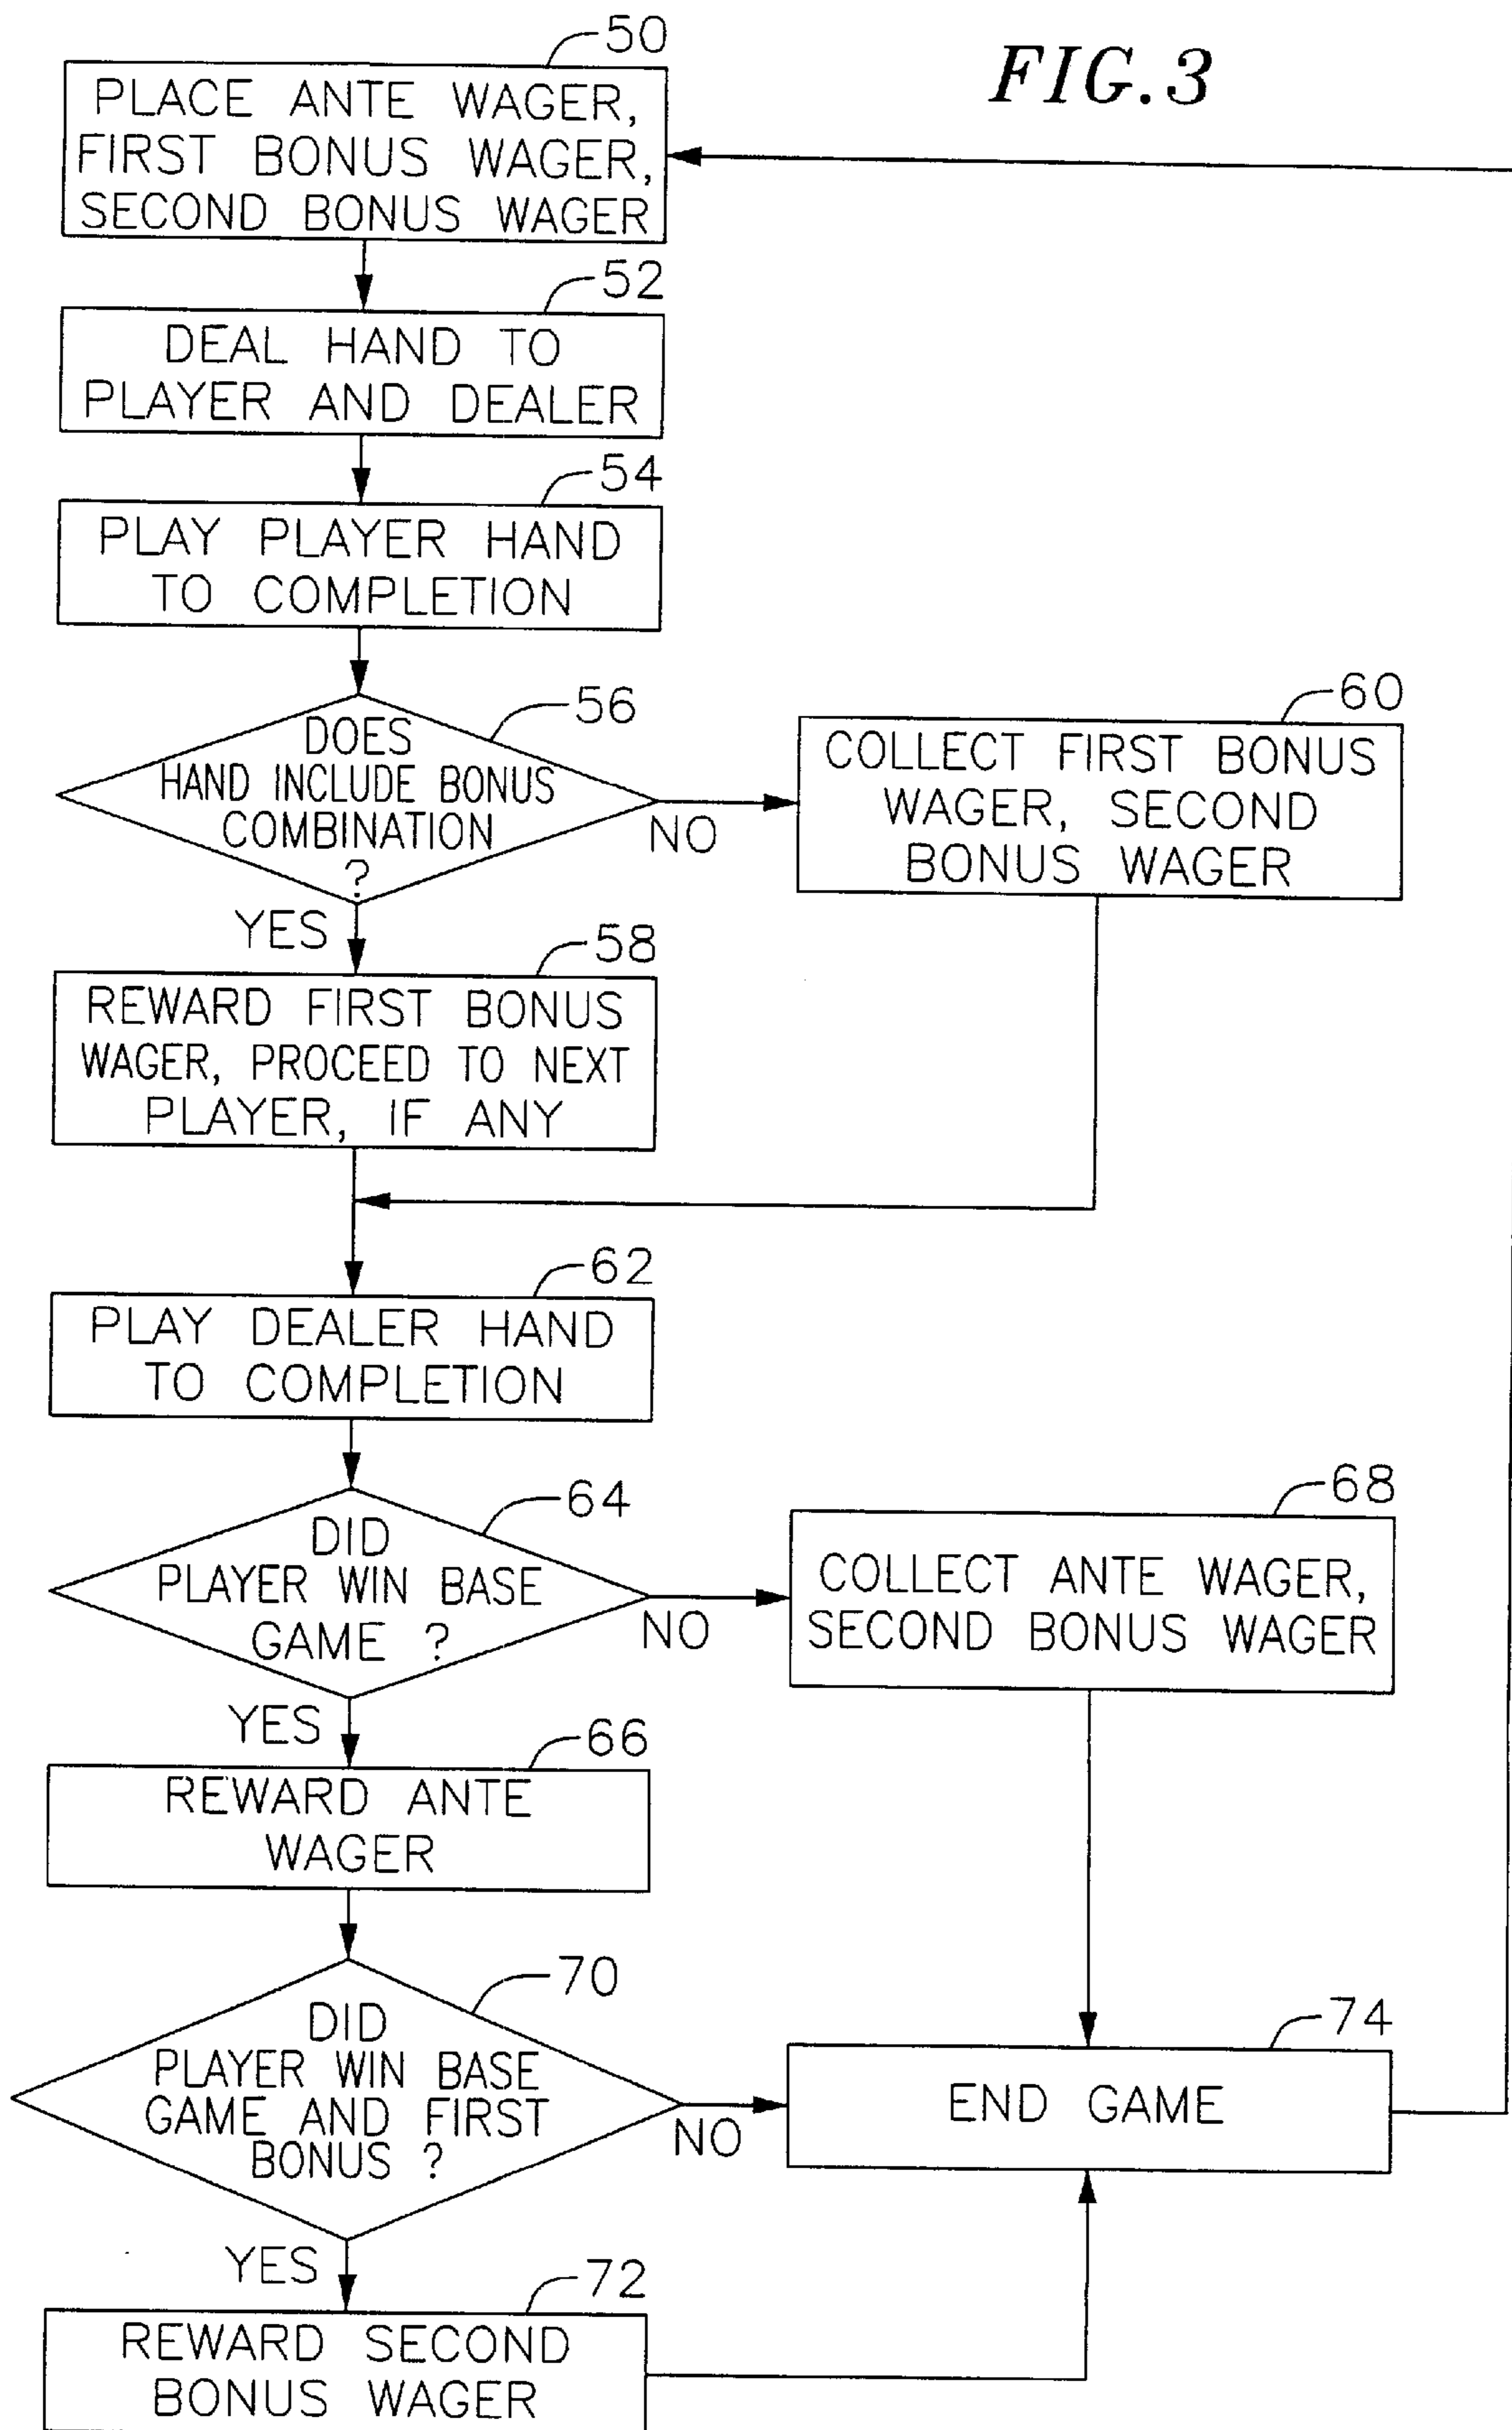 FIG.3
50
PLACE ANTE WAGER,
FIRST BONUS WAGER,
SECOND BONUS WAGER
52
DEAL HAND TO
PLAYER AND DEALER
54
PLAY PLAYER HAND
TO COMPLETION
56
DOES
HAND INCLUDE BONUS
COMBINATION
?
NO
YES
60
COLLECT FIRST BONUS
WAGER, SECOND
BONUS WAGER
58
REWARD FIRST BONUS
WAGER, PROCEED TO NEXT
PLAYER, IF ANY
62
PLAY DEALER HAND
TO COMPLETION
64
DID
PLAYER WIN BASE
GAME ?
NO
YES
68
COLLECT ANTE WAGER,
SECOND BONUS WAGER
66
REWARD ANTE
WAGER
70
DID
PLAYER WIN BASE
GAME AND FIRST
BONUS ?
NO
YES
74
END GAME
72
REWARD SECOND
BONUS WAGER